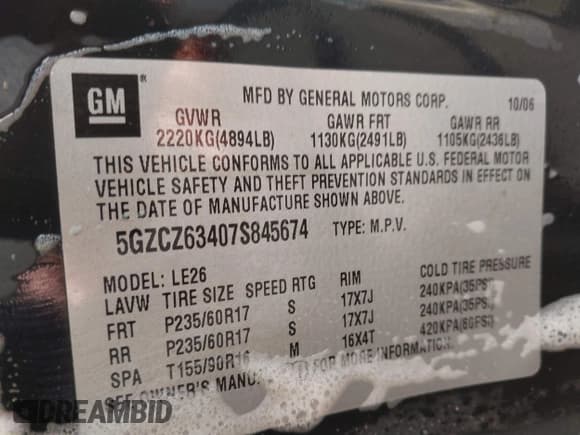 GM ®
MFD BY GENERAL MOTORS CORP. 10/06
GVWR GAWR FRT GAWR RR
2220KG(4894LB) 1130KG(2491LB) 1105KG(2436LB)
THIS VEHICLE CONFORMS TO ALL APPLICABLE U.S. FEDERAL MOTOR
VEHICLE SAFETY AND THEFT PREVENTION STANDARDS IN EFFECT ON
THE DATE OF MANUFACTURE SHOWN ABOVE.
5GZCZ63407S845674 TYPE: M.P.V.
MODEL: LE26
LAVW TIRE SIZE SPEED RTG RIM COLD TIRE PRESSURE
FRT P235/60R17 S 17X7J 240KPA(35PSI)
RR P235/60R17 S 17X7J 240KPA(35PSI)
SPA T155/90R16 M 16X4T 420KPA(60PSI)
SEE OWNER'S MANUAL FOR MORE INFORMATION.
DREAMBID